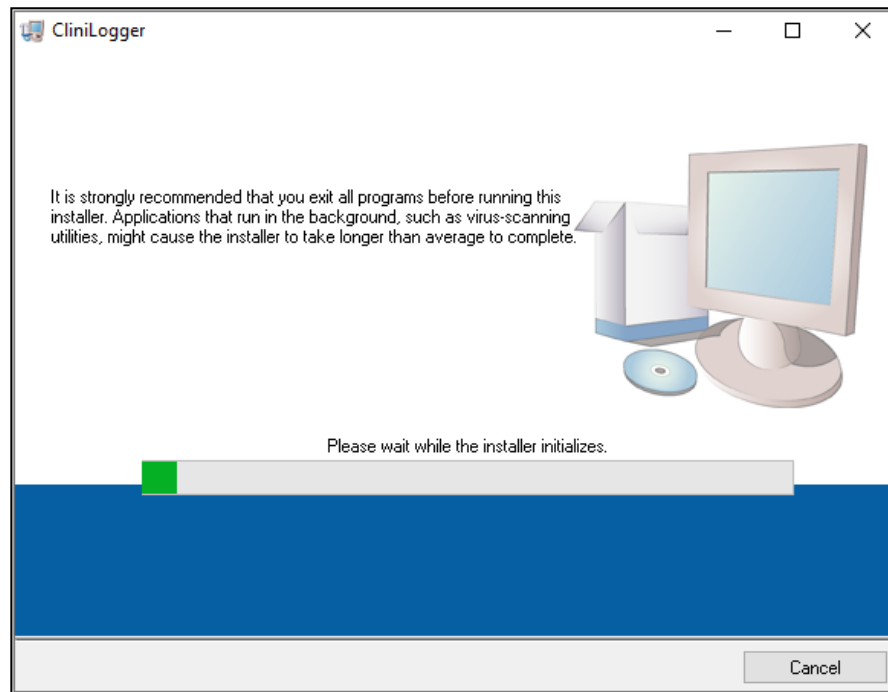 CliniLogger
It is strongly recommended that you exit all programs before running this
installer. Applications that run in the background, such as virus-scanning
utilities, might cause the installer to take longer than average to complete.
Please wait while the installer initializes.
Cancel